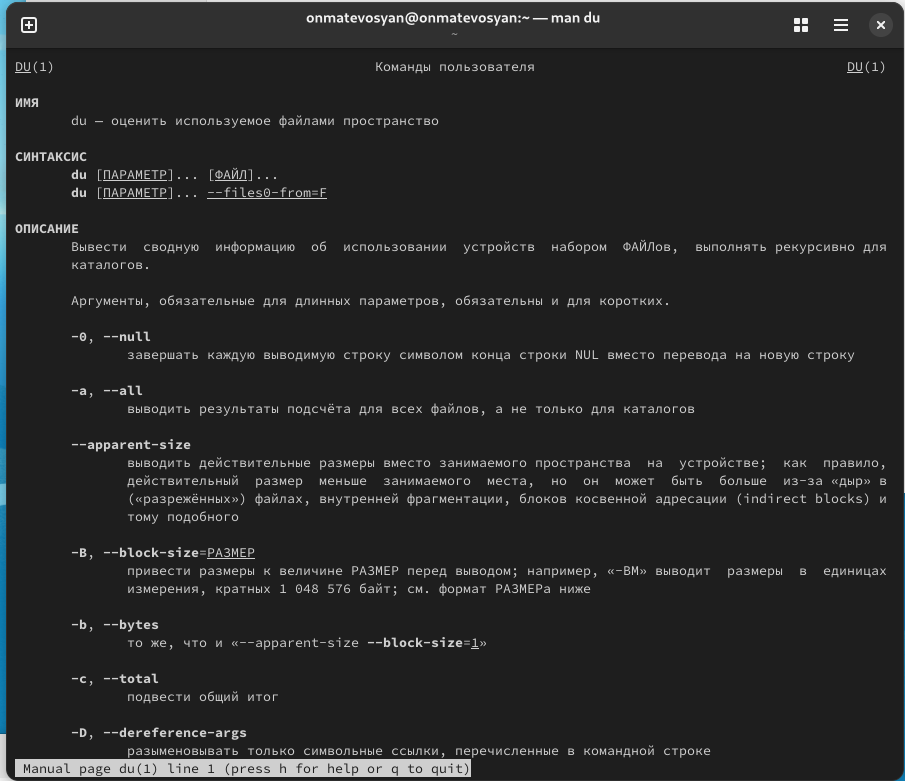 onmatevosyan@onmatevosyan:~ — man du
~
DU(1) Команды пользователя DU(1)
ИМЯ
du — оценить используемое файлами пространство
СИНТАКСИС
du [ПАРАМЕТР]... [ФАЙЛ]...
du [ПАРАМЕТР]... --files0-from=F
ОПИСАНИЕ
Вывести сводную информацию об использовании устройств набором ФАЙЛов, выполнять рекурсивно для
каталогов.
Аргументы, обязательные для длинных параметров, обязательны и для коротких.
-0, --null
завершать каждую выводимую строку символом конца строки NUL вместо перевода на новую строку
-a, --all
выводить результаты подсчёта для всех файлов, а не только для каталогов
--apparent-size
выводить действительные размеры вместо занимаемого пространства на устройстве; как правило,
действительный размер меньше занимаемого места, но он может быть больше из-за «дыр» в
(«разрежённых») файлах, внутренней фрагментации, блоков косвенной адресации (indirect blocks) и
тому подобного
-B, --block-size=РАЗМЕР
привести размеры к величине РАЗМЕР перед выводом; например, «-BM» выводит размеры в единицах
измерения, кратных 1 048 576 байт; см. формат РАЗМЕРа ниже
-b, --bytes
то же, что и «--apparent-size --block-size=1»
-c, --total
подвести общий итог
-D, --dereference-args
разыменовывать только символьные ссылки, перечисленные в командной строке
Manual page du(1) line 1 (press h for help or q to quit)